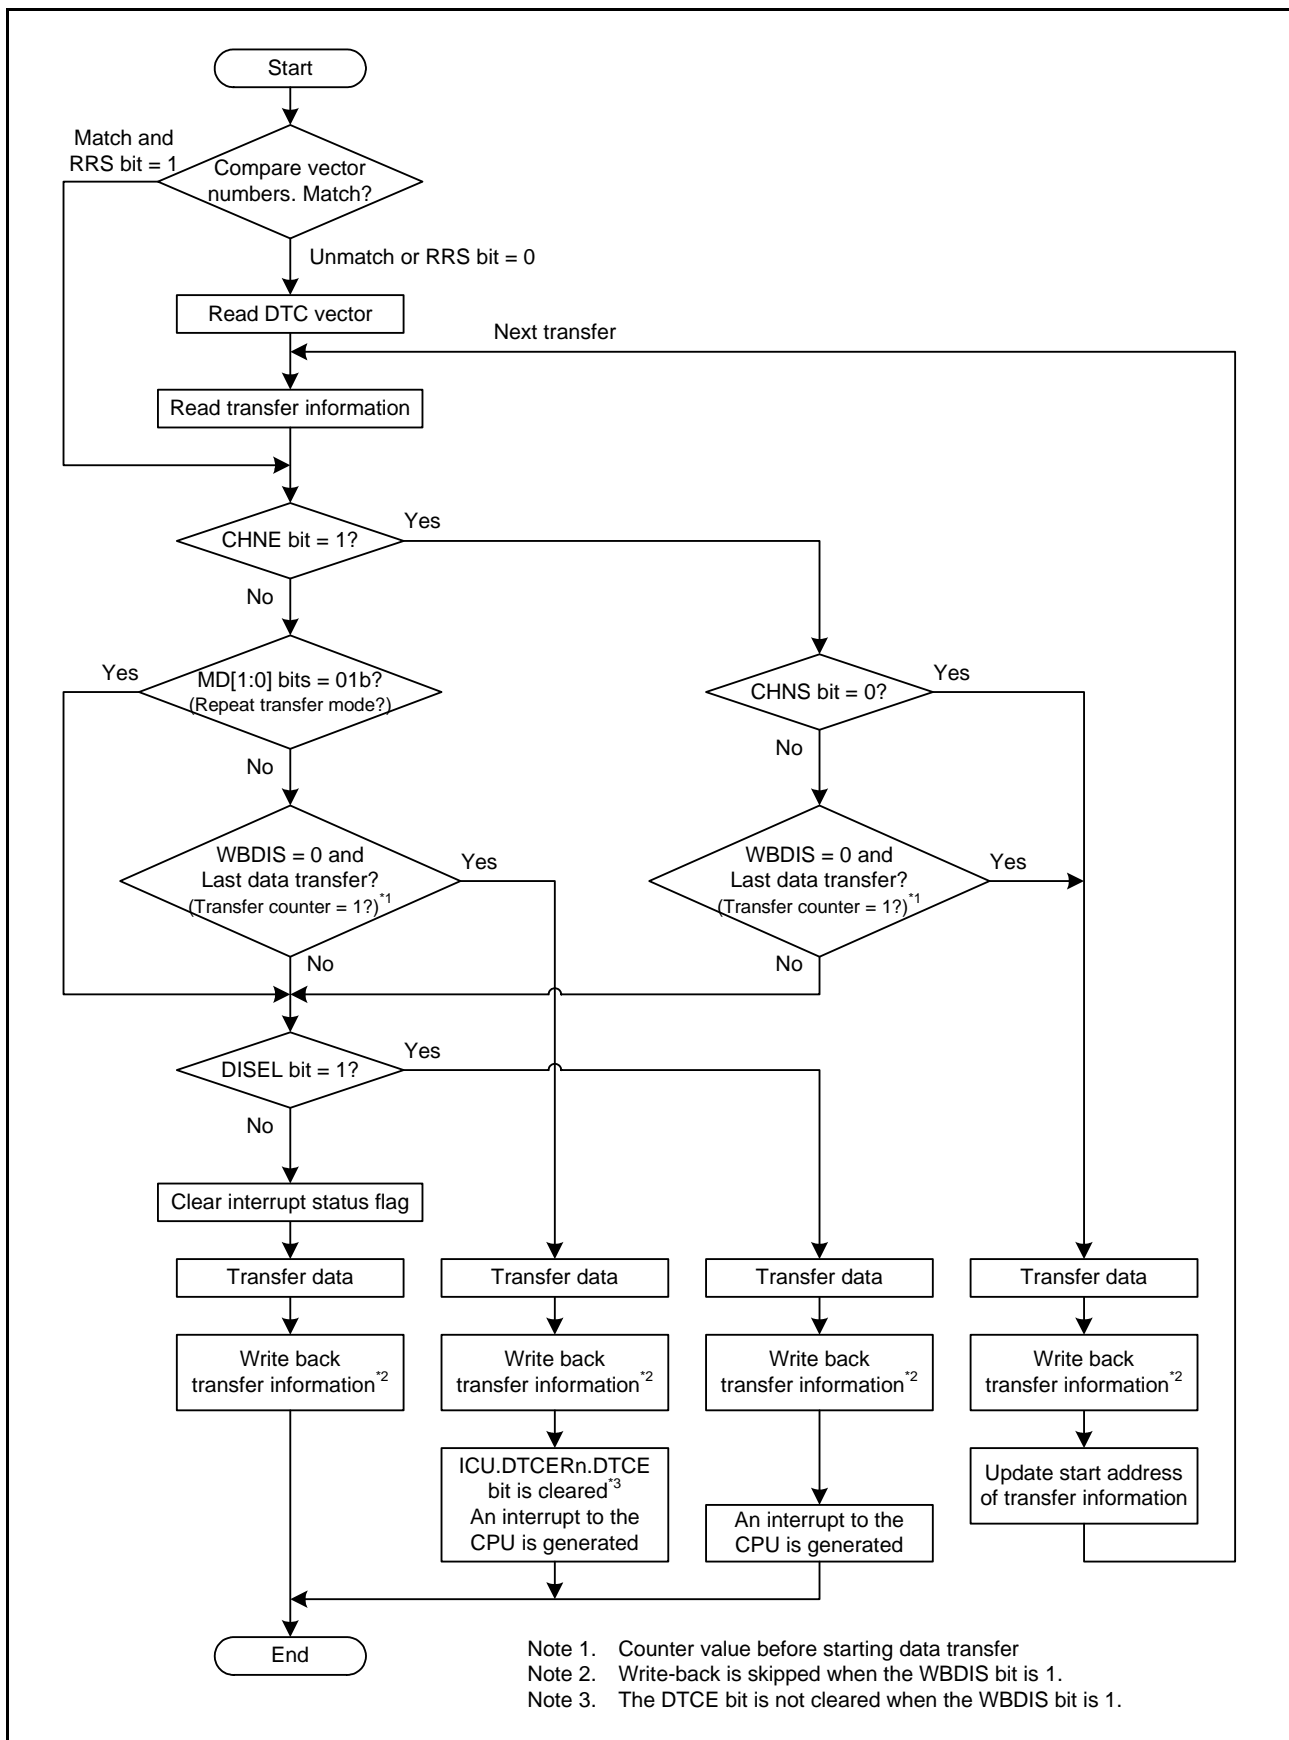 Start
Match and
RRS bit = 1
Compare vector
numbers. Match?
Unmatch or RRS bit = 0
Read DTC vector
Next transfer
Read transfer information
CHNE bit = 1?
Yes
No
Yes
MD[1:0] bits = 01b?
(Repeat transfer mode?)
CHNS bit = 0?
Yes
No
No
WBDIS = 0 and
Last data transfer?
(Transfer counter = 1?)*1
Yes
WBDIS = 0 and
Last data transfer?
(Transfer counter = 1?)*1
Yes
No
No
DISEL bit = 1?
Yes
No
Clear interrupt status flag
Transfer data
Transfer data
Transfer data
Transfer data
Write back
transfer information*2
Write back
transfer information*2
Write back
transfer information*2
Write back
transfer information*2
ICU.DTCERn.DTCE
bit is cleared*3
An interrupt to the
CPU is generated
An interrupt to the
CPU is generated
Update start address
of transfer information
End
Note 1. Counter value before starting data transfer
Note 2. Write-back is skipped when the WBDIS bit is 1.
Note 3. The DTCE bit is not cleared when the WBDIS bit is 1.